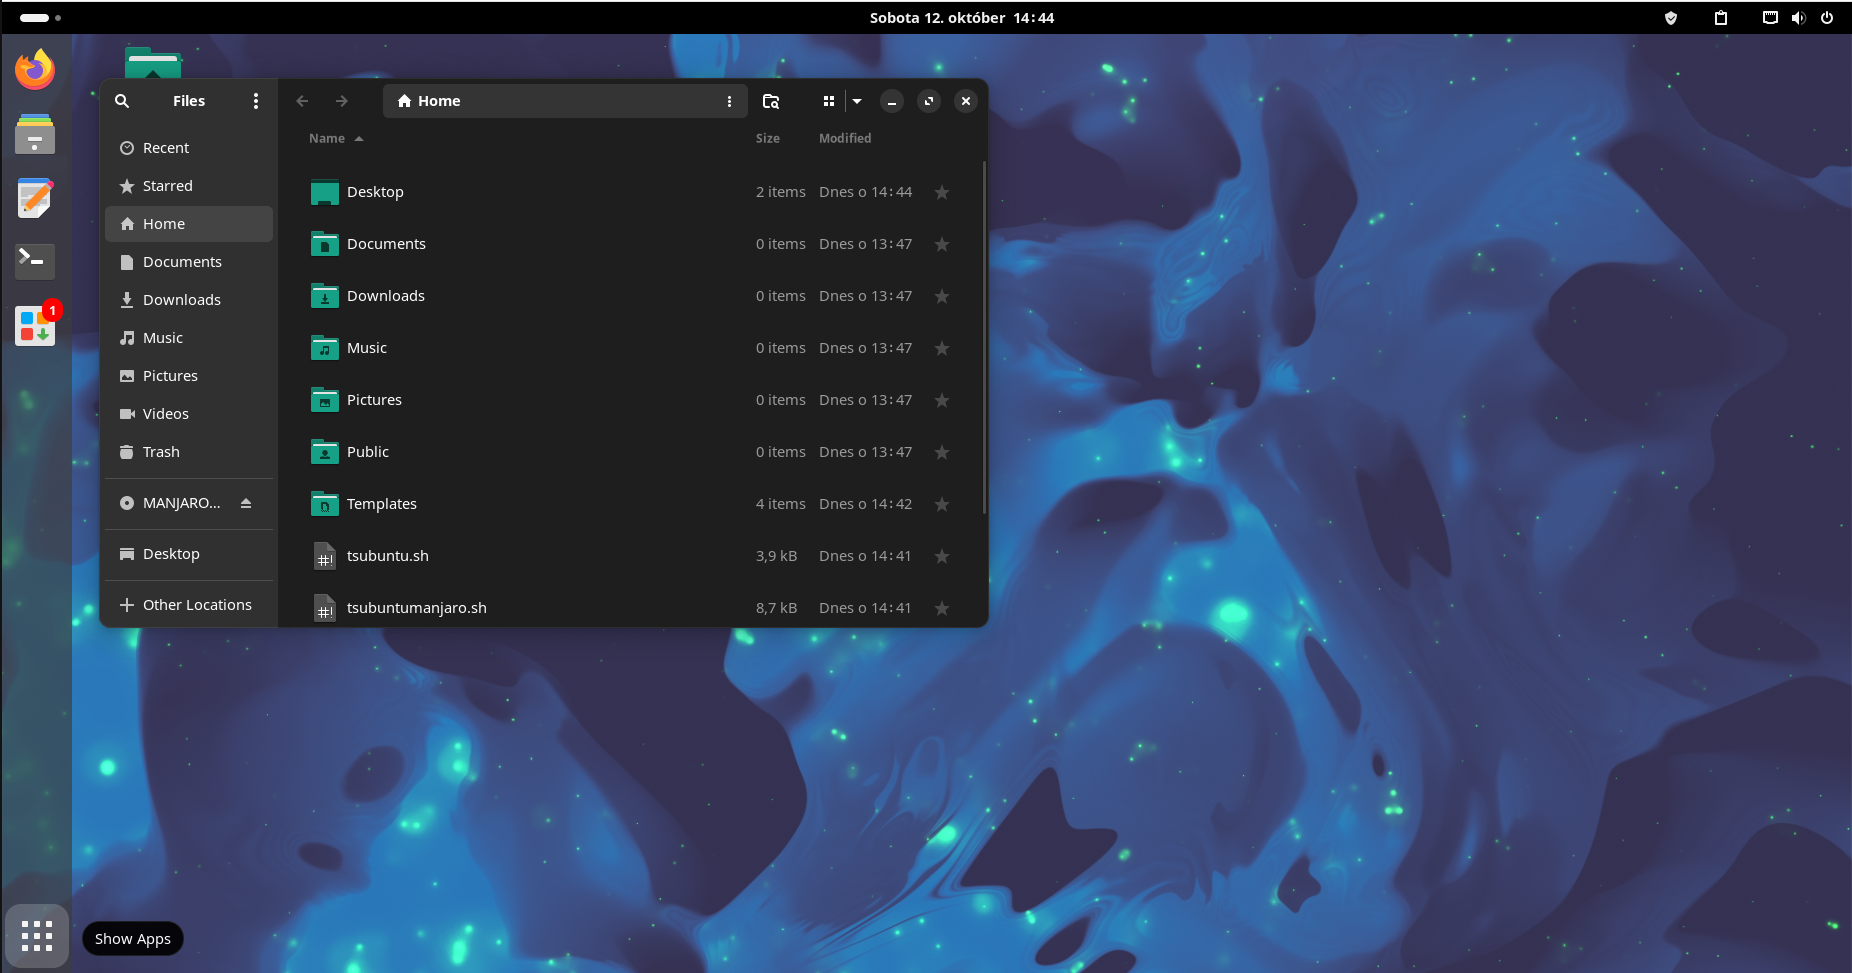 Sobota 12. október 14:44
Files
Home
Name Size Modified
Recent
Starred
Home
Documents
Downloads
Music
Pictures
Videos
Trash
MANJARO...
Desktop
Other Locations
Desktop 2 items Dnes o 14:44
Documents 0 items Dnes o 13:47
Downloads 0 items Dnes o 13:47
Music 0 items Dnes o 13:47
Pictures 0 items Dnes o 13:47
Public 0 items Dnes o 13:47
Templates 4 items Dnes o 14:42
#! tsubuntu.sh 3,9 kB Dnes o 14:41
#! tsubuntumanjaro.sh 8,7 kB Dnes o 14:41
1
Show Apps